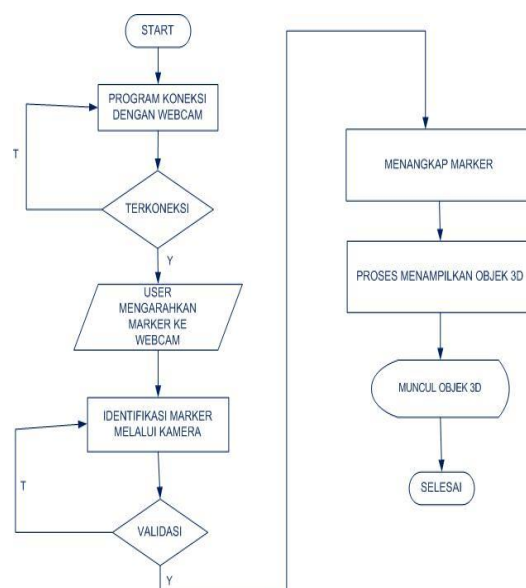 START
PROGRAM KONEKSI
DENGAN WEBCAM
T
TERKONEKSI
Y
USER
MENGARAHKAN
MARKER KE
WEBCAM
IDENTIFIKASI MARKER
MELALUI KAMERA
T
VALIDASI
Y
MENANGKAP MARKER
PROSES MENAMPILKAN OBJEK 3D
MUNCUL OBJEK 3D
SELESAI